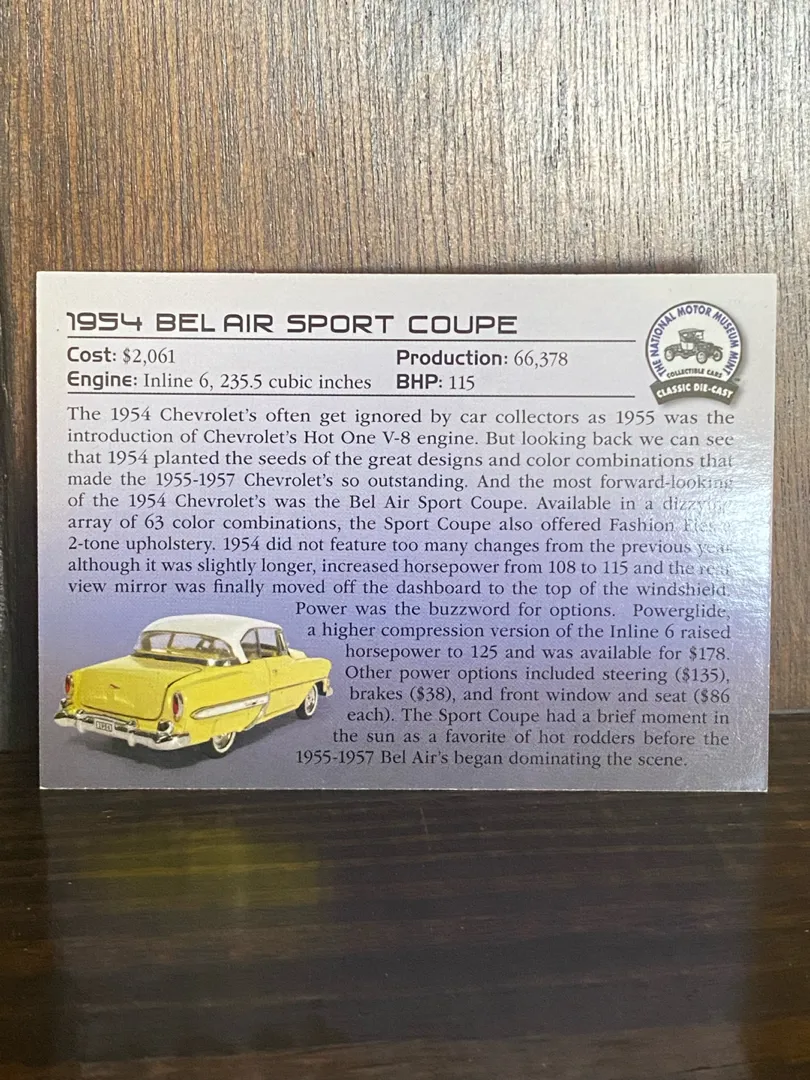 1954 BEL AIR SPORT COUPE
Cost: $2,061
Production: 66,378
Engine: Inline 6, 235.5 cubic inches
BHP: 115
THE NATIONAL MOTOR MUSEUM MINT
COLLECTIBLE CARS
CLASSIC DIE-CAST
The 1954 Chevrolet's often get ignored by car collectors as 1955 was the
introduction of Chevrolet's Hot One V-8 engine. But looking back we can see
that 1954 planted the seeds of the great designs and color combinations that
made the 1955-1957 Chevrolet's so outstanding. And the most forward-looking
of the 1954 Chevrolet's was the Bel Air Sport Coupe. Available in a dizzying
array of 63 color combinations, the Sport Coupe also offered Fashion
2-tone upholstery. 1954 did not feature too many changes from the previous year
although it was slightly longer, increased horsepower from 108 to 115 and the rear
view mirror was finally moved off the dashboard to the top of the windshield.
Power was the buzzword for options. Powerglide,
a higher compression version of the Inline 6 raised
horsepower to 125 and was available for $178.
Other power options included steering ($135),
brakes ($38), and front window and seat ($86
each). The Sport Coupe had a brief moment in
the sun as a favorite of hot rodders before the
1955-1957 Bel Air's began dominating the scene.